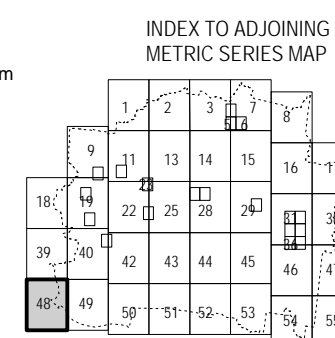 INDEX TO ADJOINING
METRIC SERIES MAP
m
1 2 3 7 8
5 6
9 11 13 14 15 16
18 19 22 25 28 29 31
39 40 42 43 44 45 46
48 49 50 51 52 53 54